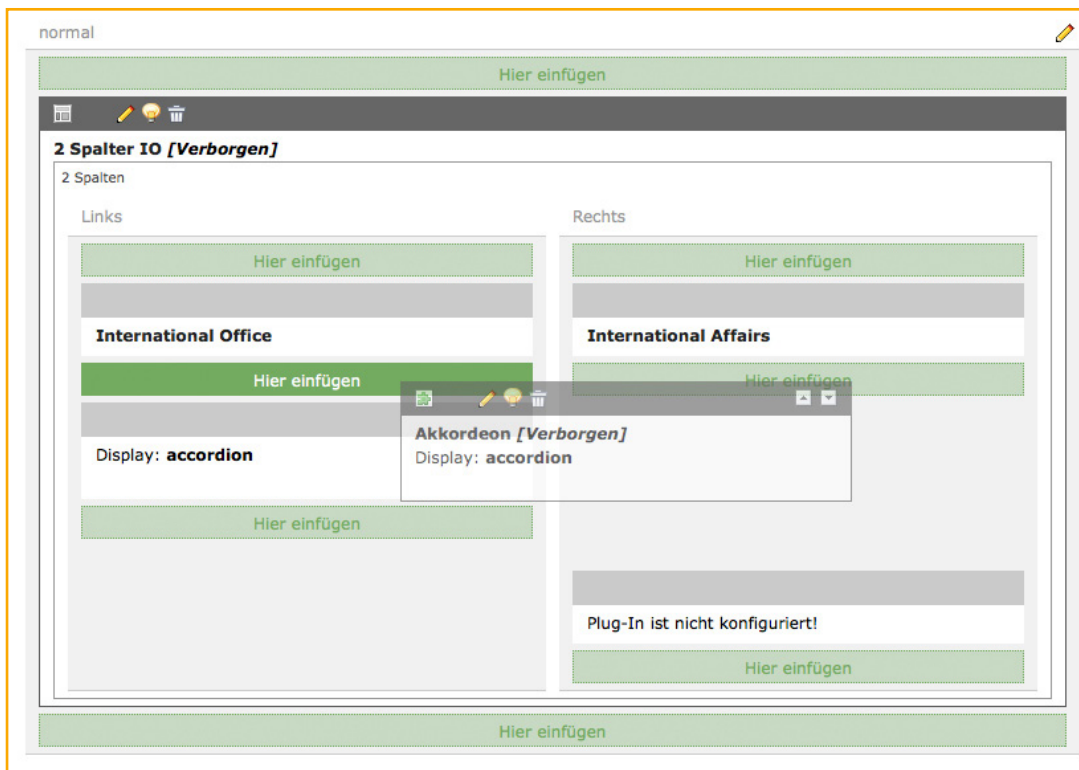 normal
Hier einfügen
2 Spalter IO [Verborgen]
2 Spalten
Links
Hier einfügen
International Office
Hier einfügen
Display: accordion
Hier einfügen
Rechts
Hier einfügen
International Affairs
Hier einfügen
Akkordeon [Verborgen]
Display: accordion
Plug-In ist nicht konfiguriert!
Hier einfügen
Hier einfügen